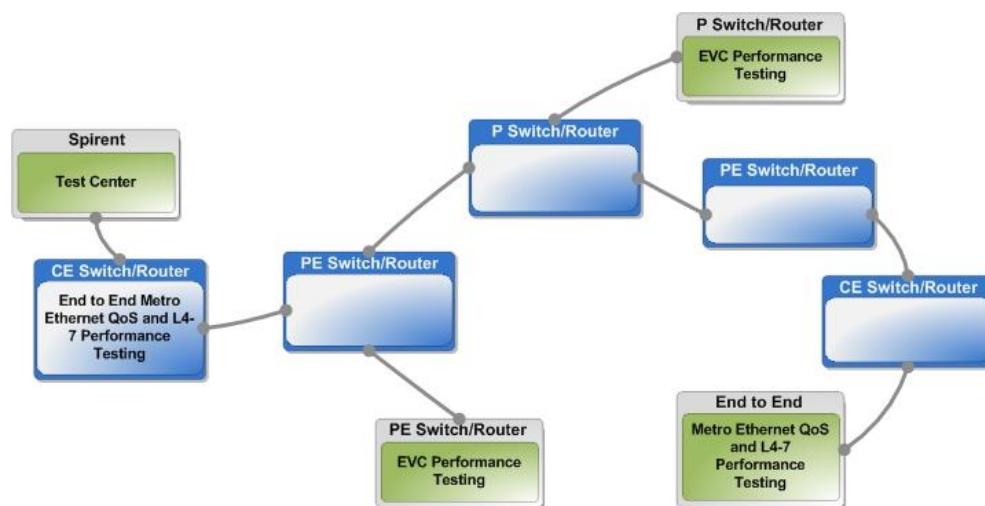 P Switch/Router
EVC Performance
Testing
P Switch/Router
Spirent
Test Center
PE Switch/Router
PE Switch/Router
CE Switch/Router
End to End Metro
Ethernet QoS and L4-
7 Performance
Testing
CE Switch/Router
PE Switch/Router
EVC Performance
Testing
End to End
Metro Ethernet QoS
and L4-7
Performance
Testing